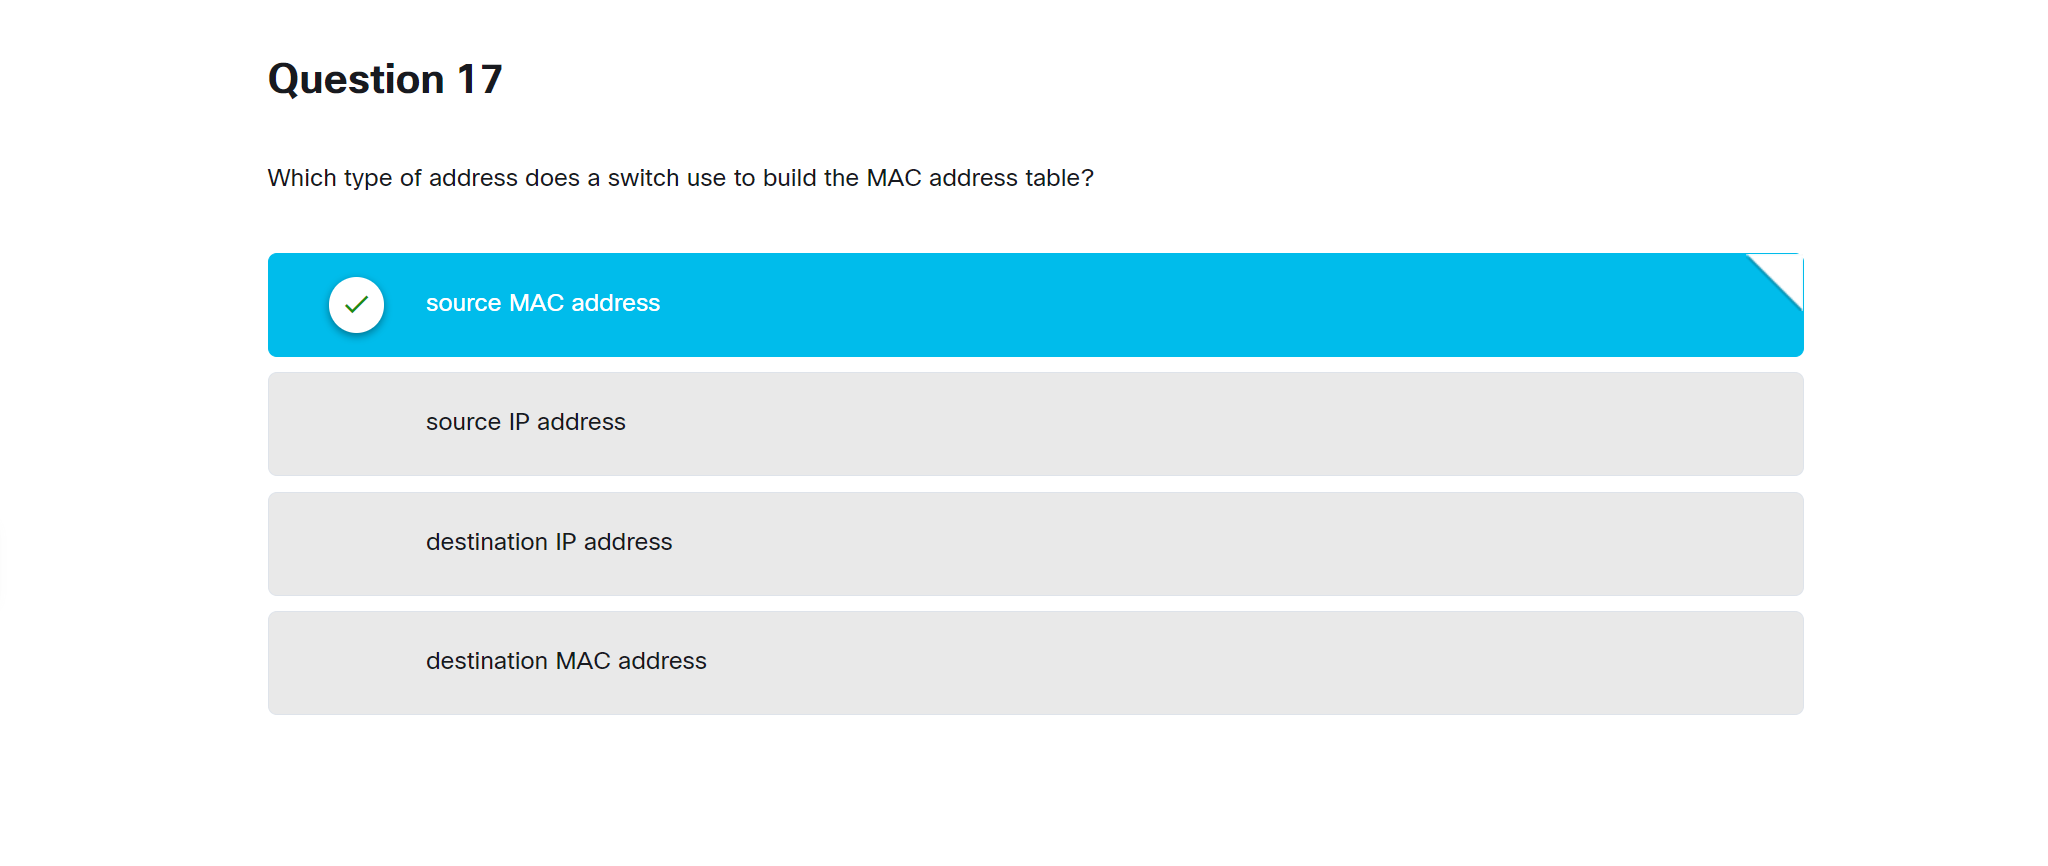 Question 17
Which type of address does a switch use to build the MAC address table?
source MAC address
source IP address
destination IP address
destination MAC address